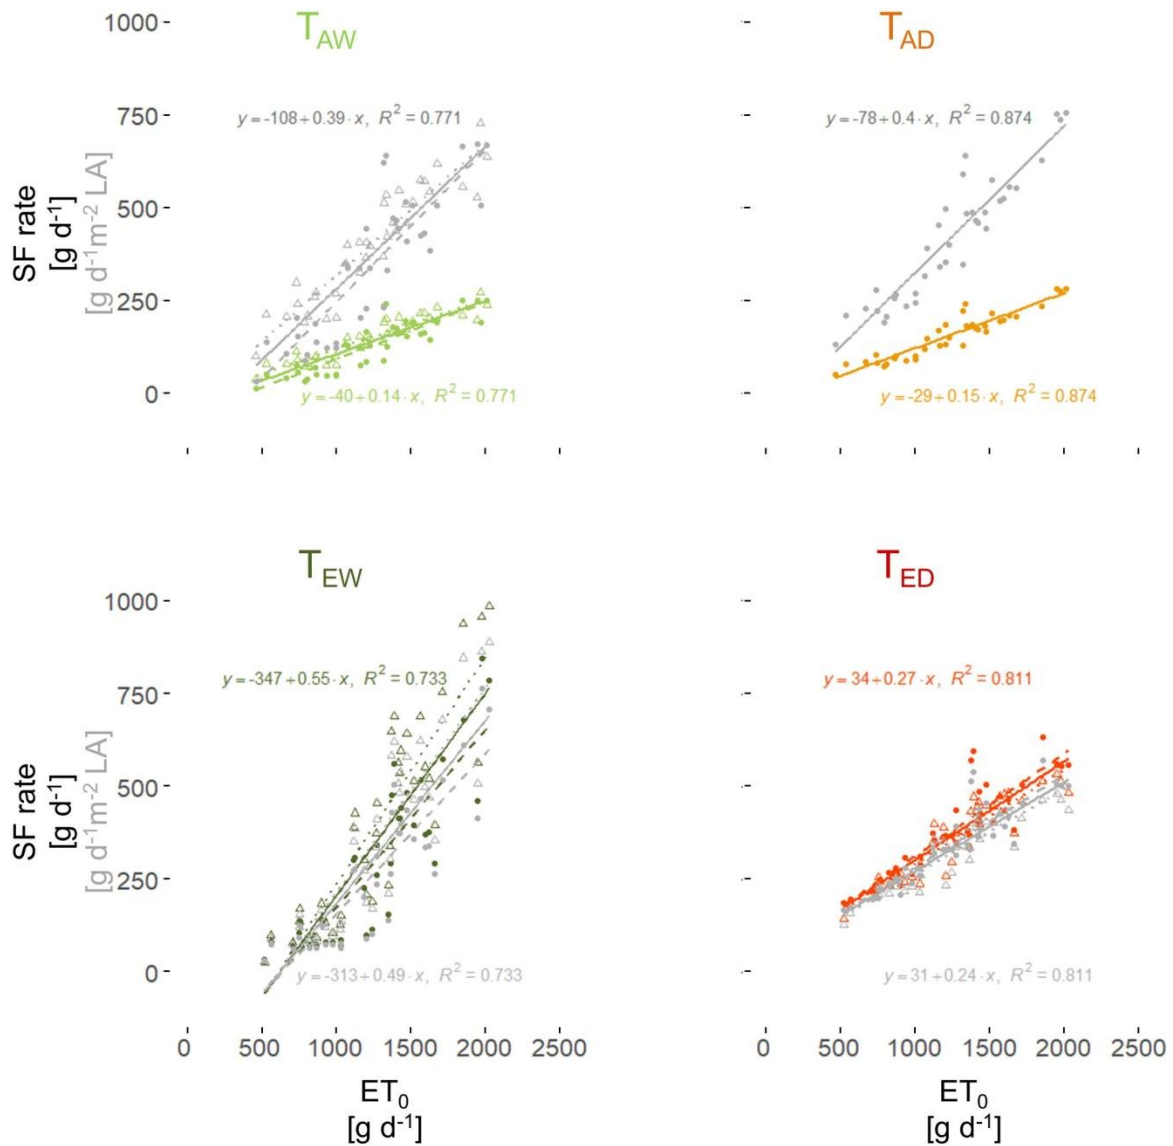 T_AW
T_AD
1000
750
500
250
0
SF rate
[g d⁻¹]
[g d⁻¹m⁻² LA]
y=-108+0.39·x, R² = 0.771
y=-40+0.14·x, R² = 0.771
y=-78+0.4·x, R² = 0.874
y=-29+0.15·x, R² = 0.874
T_EW
T_ED
1000
750
500
250
0
SF rate
[g d⁻¹]
[g d⁻¹m⁻² LA]
y=-347+0.55·x, R² = 0.733
y=-313+0.49·x, R² = 0.733
y=34+0.27·x, R² = 0.811
y=31+0.24·x, R² = 0.811
0 500 1000 1500 2000 2500
0 500 1000 1500 2000 2500
ET₀
[g d⁻¹]
ET₀
[g d⁻¹]